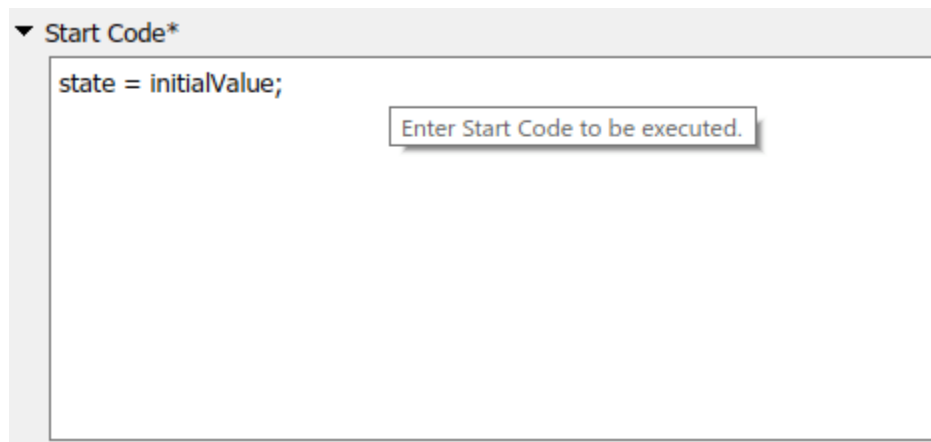 Start Code*
state = initialValue;
Enter Start Code to be executed.